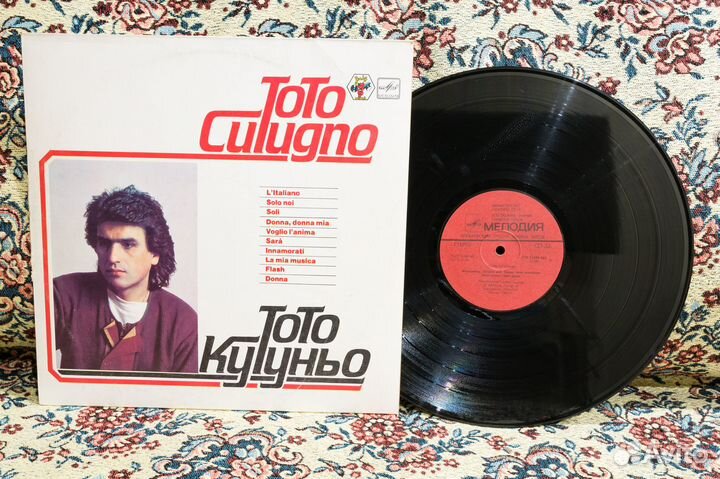 Toto
Cutugno
L'Italiano
Solo noi
Soli
Donna, donna mia
Voglio l'anima
Sarà
Innamorati
La mia musica
Flash
Donna
Тото
Кутуньо
МЕЛОДИЯ
Avito